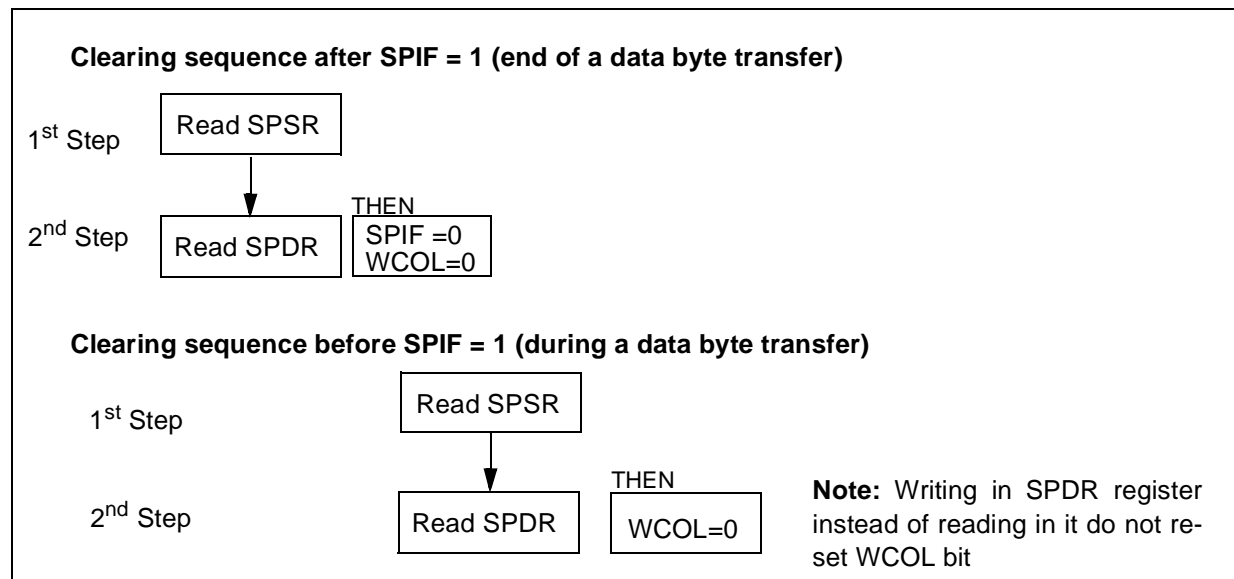 Clearing sequence after SPIF = 1 (end of a data byte transfer)
1st Step
Read SPSR
2nd Step
Read SPDR
THEN
SPIF =0
WCOL=0
Clearing sequence before SPIF = 1 (during a data byte transfer)
1st Step
Read SPSR
2nd Step
Read SPDR
THEN
WCOL=0
Note: Writing in SPDR register
instead of reading in it do not re-
set WCOL bit